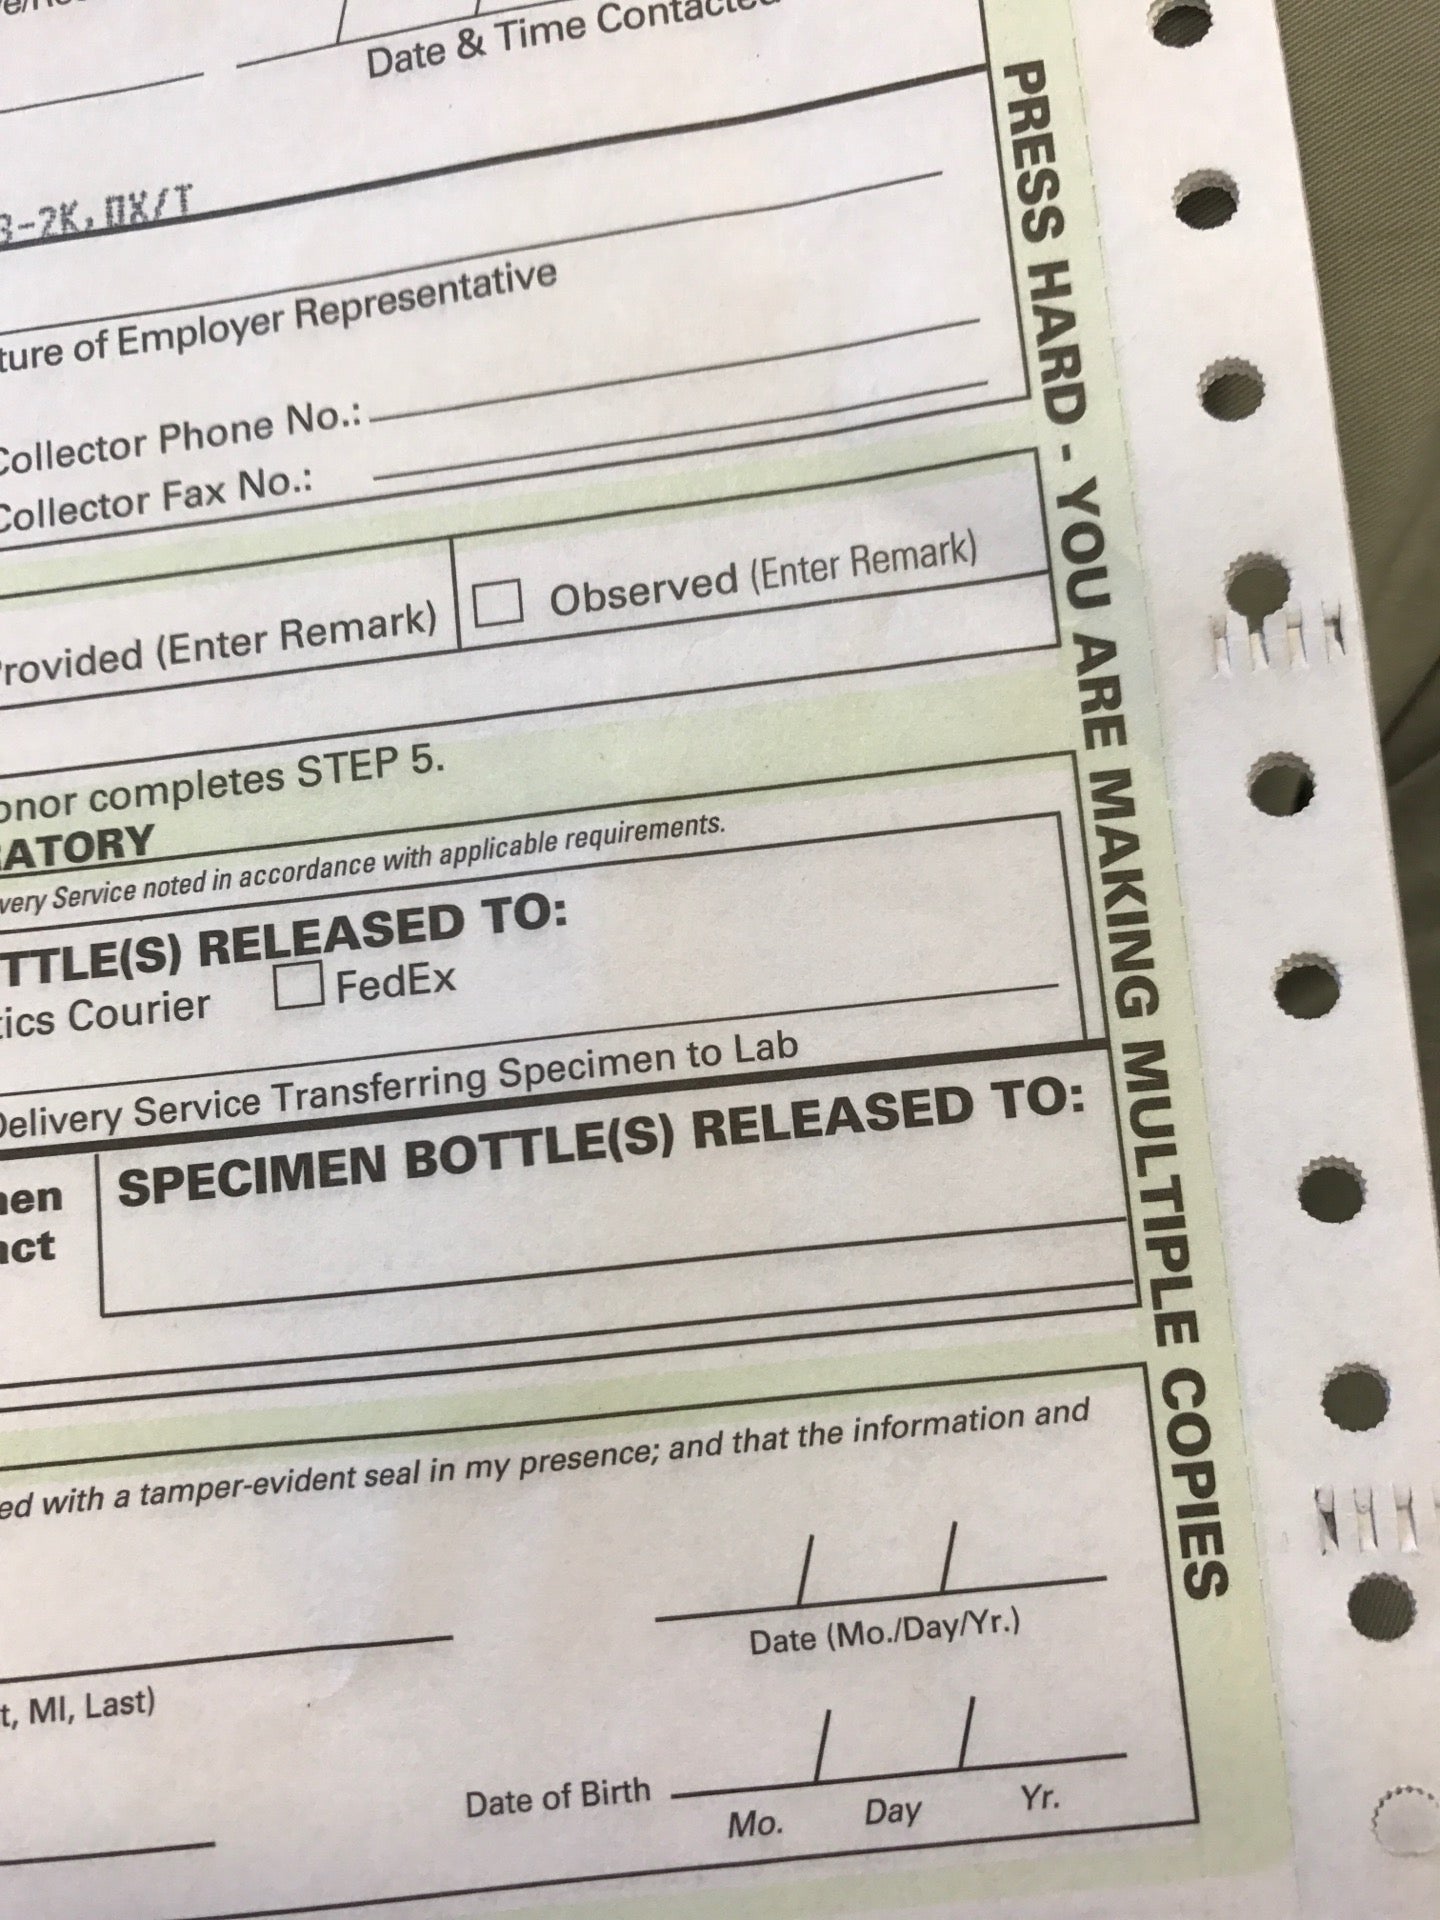 Date & Time Contacted
-2K, DX/T
ture of Employer Representative
Collector Phone No.:
Collector Fax No.:
Provided (Enter Remark)
Observed (Enter Remark)
onor completes STEP 5.
RATORY
very Service noted in accordance with applicable requirements.
TTLE(S) RELEASED TO:
tics Courier
FedEx
Delivery Service Transferring Specimen to Lab
SPECIMEN BOTTLE(S) RELEASED TO:
men
act
ed with a tamper-evident seal in my presence; and that the information and
Date (Mo./Day/Yr.)
t, MI, Last)
Date of Birth
Mo. Day Yr.
PRESS HARD - YOU ARE MAKING MULTIPLE COPIES